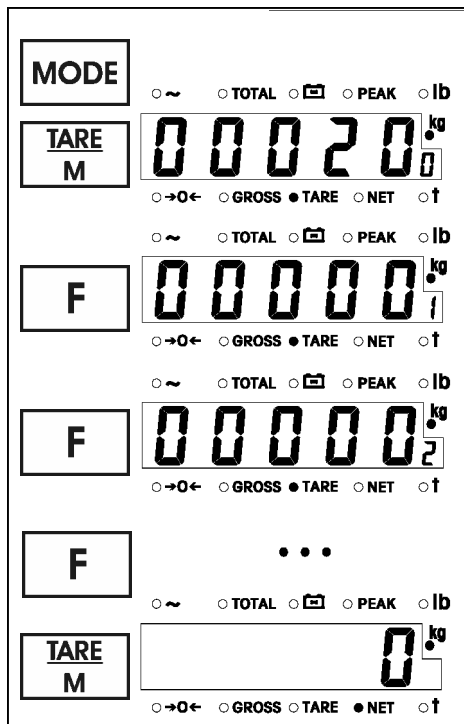 MODE
~ TOTAL PEAK lb
TARE
M
00020 0 kg
→0← GROSS TARE NET t
~ TOTAL PEAK lb
F
00000 1 kg
→0← GROSS TARE NET t
~ TOTAL PEAK lb
F
00000 2 kg
→0← GROSS TARE NET t
F
• • •
~ TOTAL PEAK lb
TARE
M
0 kg
→0← GROSS TARE NET t